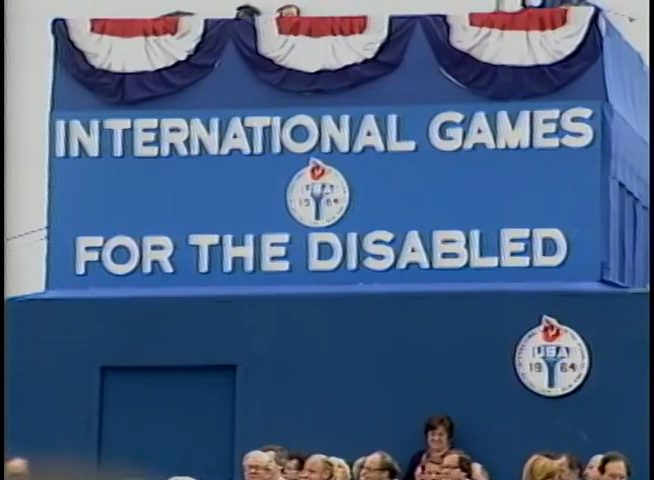 INTERNATIONAL GAMES
USA
19 84
FOR THE DISABLED
USA
19 84